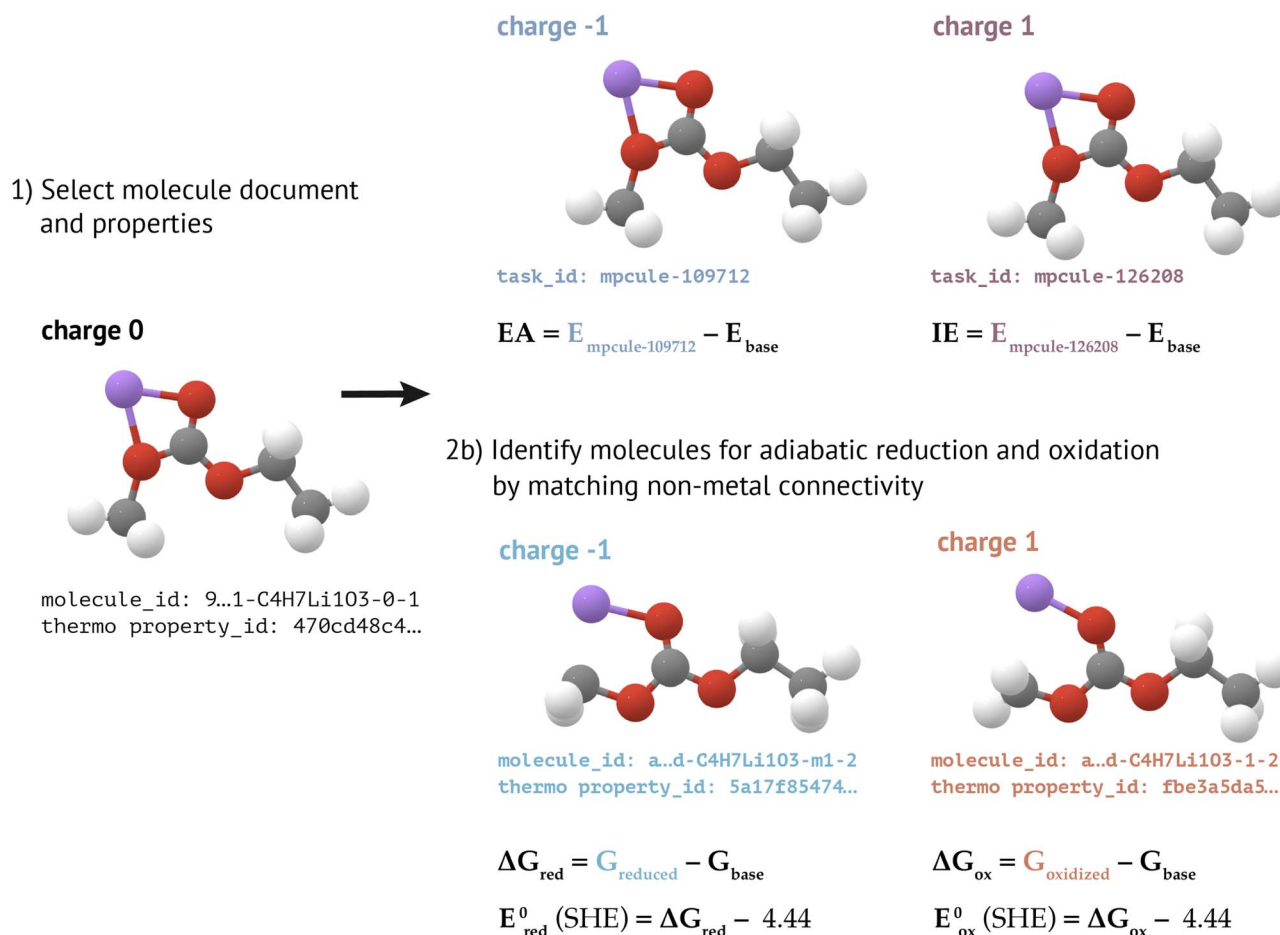 charge -1
charge 1
1) Select molecule document
and properties
task_id: mpcule-109712
task_id: mpcule-126208
EA = E mpcule-109712 – E base
IE = E mpcule-126208 – E base
charge 0
2b) Identify molecules for adiabatic reduction and oxidation
by matching non-metal connectivity
charge -1
charge 1
molecule_id: 9…1-C4H7Li1O3-0-1
thermo property_id: 470cd48c4…
molecule_id: a…d-C4H7Li1O3-m1-2
thermo property_id: 5a17f85474…
molecule_id: a…d-C4H7Li1O3-1-2
thermo property_id: fbe3a5da5…
ΔG red = G reduced – G base
E⁰ red (SHE) = ΔG red – 4.44
ΔG ox = G oxidized – G base
E⁰ ox (SHE) = ΔG ox – 4.44